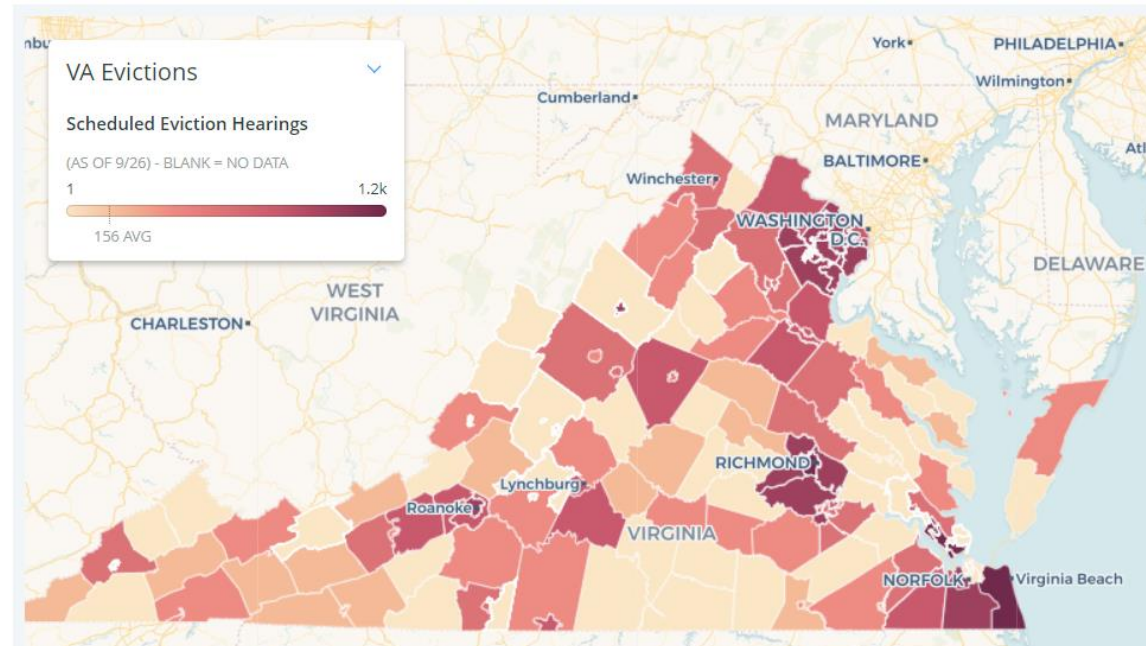 VA Evictions
Scheduled Eviction Hearings
(AS OF 9/26) - BLANK = NO DATA
1 1.2k
156 AVG
York
PHILADELPHIA
Wilmington
Cumberland
MARYLAND
BALTIMORE
Winchester
WASHINGTON
D.C.
DELAWARE
WEST
VIRGINIA
CHARLESTON
RICHMOND
Lynchburg
Roanoke
VIRGINIA
NORFOLK
Virginia Beach